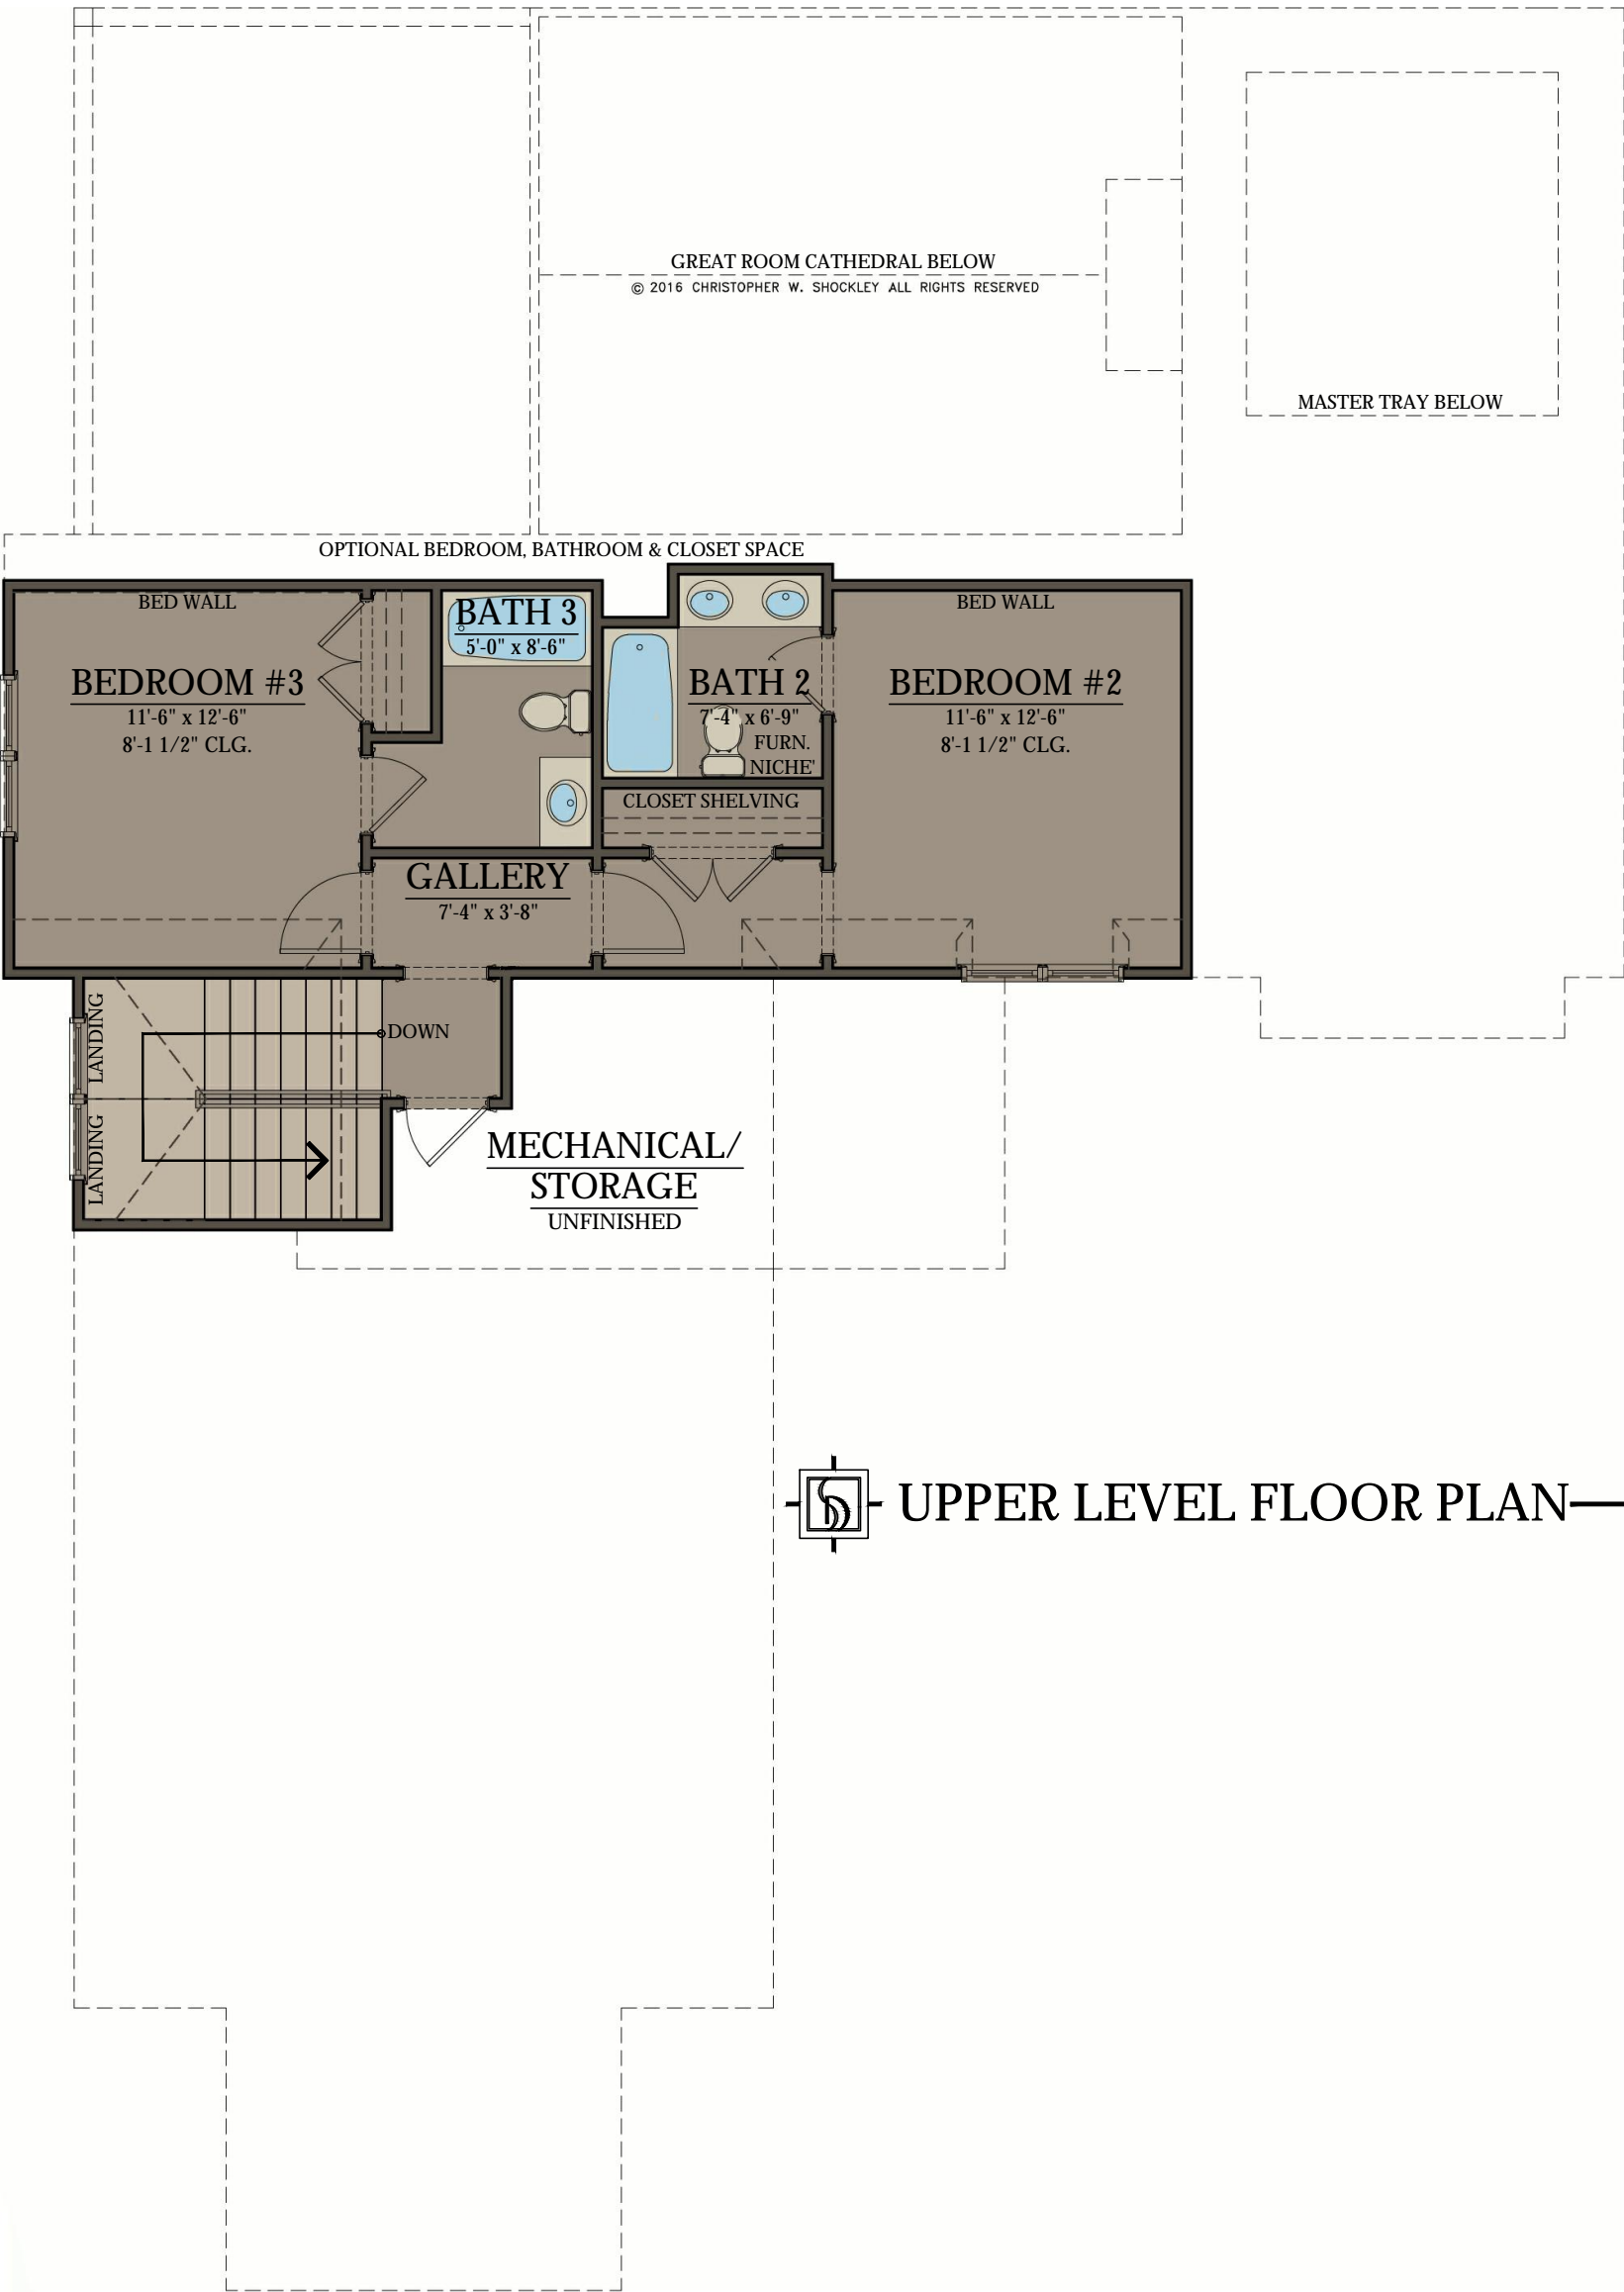 GREAT ROOM CATHEDRAL BELOW
© 2016 CHRISTOPHER W. SHOCKLEY ALL RIGHTS RESERVED
MASTER TRAY BELOW
OPTIONAL BEDROOM, BATHROOM & CLOSET SPACE
BED WALL
BEDROOM #3
11'-6" x 12'-6"
8'-1 1/2" CLG.
BATH 3
5'-0" x 8'-6"
BATH 2
7'-4" x 6'-9"
FURN.
NICHE'
CLOSET SHELVING
BED WALL
BEDROOM #2
11'-6" x 12'-6"
8'-1 1/2" CLG.
GALLERY
7'-4" x 3'-8"
LANDING
LANDING
DOWN
MECHANICAL/
STORAGE
UNFINISHED
UPPER LEVEL FLOOR PLAN